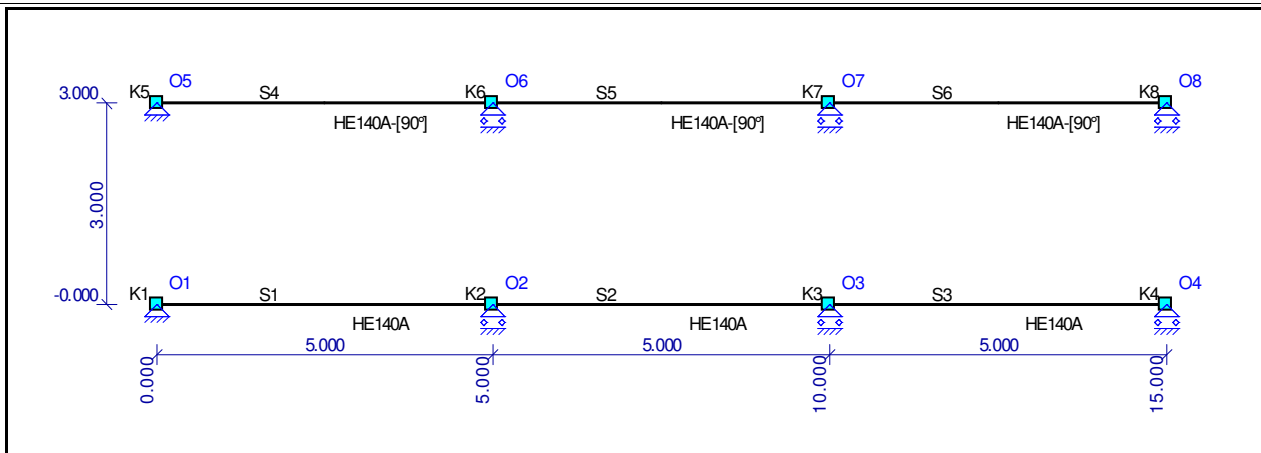 3.000 K5 O5 S4 K6 O6 S5 K7 O7 S6 K8 O8
HE140A-[90°] HE140A-[90°] HE140A-[90°]
3.000
-0.000 K1 O1 S1 K2 O2 S2 K3 O3 S3 K4 O4
HE140A HE140A HE140A
5.000 5.000 5.000
0.000 5.000 10.000 15.000